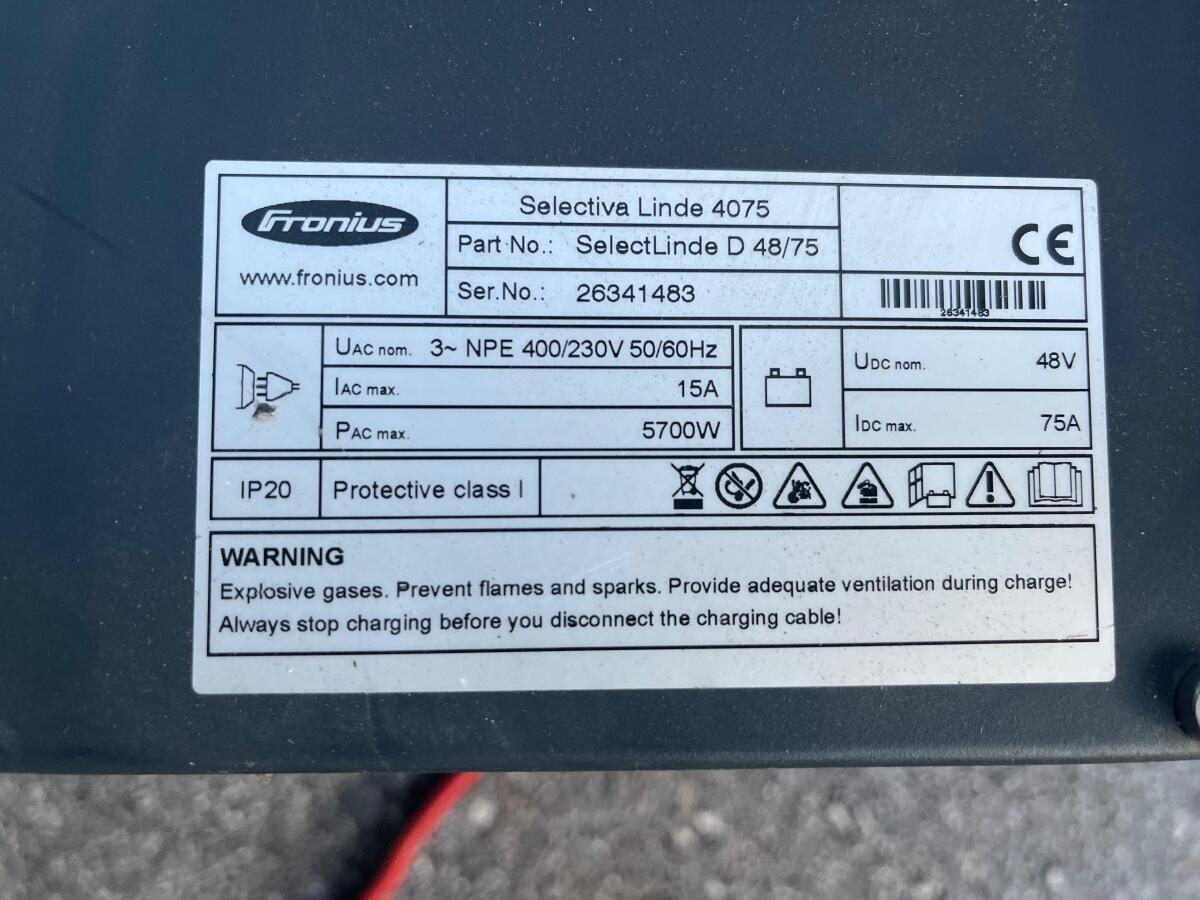 Fronius
www.fronius.com
Selectiva Linde 4075
Part No.: SelectLinde D 48/75
Ser.No.: 26341483
CE
26341483
UAC nom. 3~ NPE 400/230V 50/60Hz
IAC max. 15A
PAC max. 5700W
UDC nom. 48V
IDC max. 75A
IP20
Protective class I
WARNING
Explosive gases. Prevent flames and sparks. Provide adequate ventilation during charge!
Always stop charging before you disconnect the charging cable!